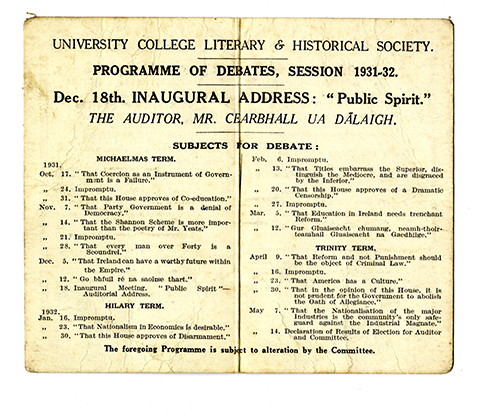 UNIVERSITY COLLEGE LITERARY & HISTORICAL SOCIETY.
PROGRAMME OF DEBATES, SESSION 1931-32.
Dec. 18th. INAUGURAL ADDRESS: "Public Spirit."
THE AUDITOR, MR. CEARBHALL UA DÁLAIGH.
SUBJECTS FOR DEBATE:
MICHAELMAS TERM.
1931.
Oct. 17. "That Coercion as an Instrument of Government is a Failure."
„ 24. Impromptu.
„ 31. "That this House approves of Co-education."
Nov. 7. "That Party Government is a denial of
Democracy."
„ 14. "That the Shannon Scheme is more important
than the poetry of Mr. Yeats."
„ 21. Impromptu.
„ 28. "That every man over Forty is a
Scoundrel."
Dec. 5. "That Ireland can have a worthy future within
the Empire."
„ 12. "Go bhfuil ré na saoluse thart."
„ 18. Inaugural Meeting. "Public Spirit"—
Auditorial Address.
HILARY TERM.
1932.
Jan. 16. Impromptu.
„ 23. "That Nationalism in Economics is desirable."
„ 30. "That this House approves of Disarmament."
Feb. 6. Impromptu.
„ 13. "That Titles embarrass the Superior, distinguish
the Mediocre, and are disgraced
by the Inferior."
„ 20. "That this House approves of a Dramatic
Censorship."
„ 27. Impromptu.
Mar. 5. "That Education in Ireland needs trenchant
Reform."
„ 12. "Gur Gluaiseacht chumang, neamh-thoirteamhail
Gluaiseacht na Gaedhilge."
TRINITY TERM.
April 9. "That Reform and not Punishment should
be the object of Criminal Law."
„ 16. Impromptu.
„ 23. "That America has a Culture."
„ 30. "That in the opinion of this House, it is
not prudent for the Government to abolish
the Oath of Allegiance."
May 7. "That the Nationalisation of the major
Industries is the community's only safeguard
against the Industrial Magnate."
„ 14. Declaration of Results of Election for Auditor
and Committee.
The foregoing Programme is subject to alteration by the Committee.